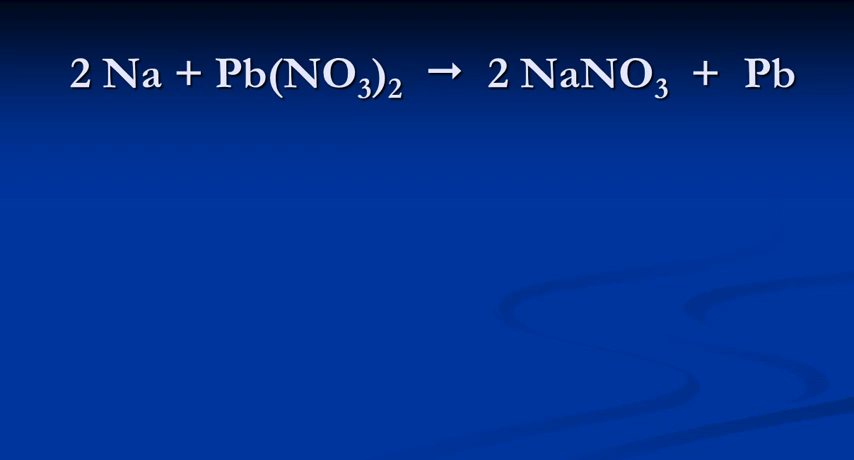 2 Na + Pb(NO₃)₂ → 2 NaNO₃ + Pb